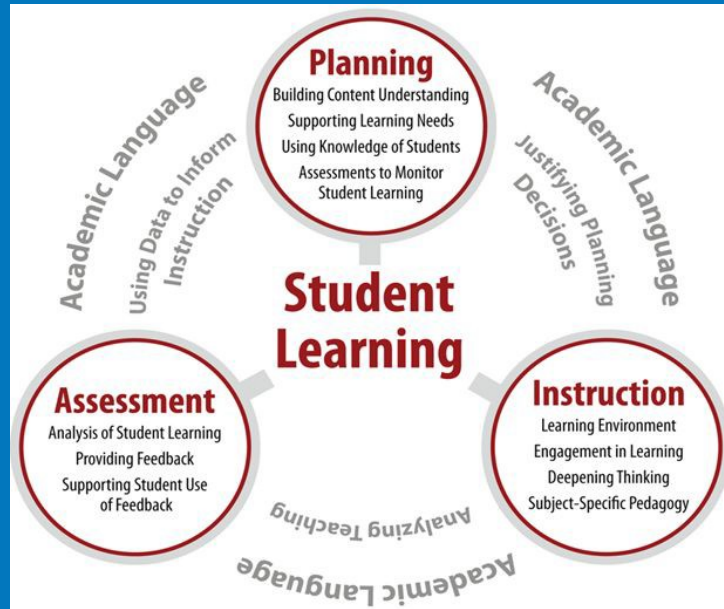 Planning
Building Content Understanding
Supporting Learning Needs
Using Knowledge of Students
Assessments to Monitor
Student Learning
Academic Language
Using Data to Inform
Instruction
Academic Language
Justifying Planning
Decisions
Student
Learning
Assessment
Analysis of Student Learning
Providing Feedback
Supporting Student Use
of Feedback
Instruction
Learning Environment
Engagement in Learning
Deepening Thinking
Subject-Specific Pedagogy
Analyzing Teaching
Academic Language